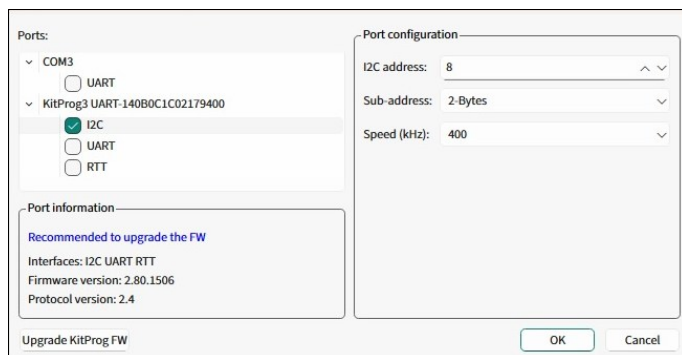 Ports:
COM3
UART
KitProg3 UART-140B0C1C02179400
I2C
UART
RTT
Port information
Recommended to upgrade the FW
Interfaces: I2C UART RTT
Firmware version: 2.80.1506
Protocol version: 2.4
Upgrade KitProg FW
Port configuration
I2C address: 8
Sub-address: 2-Bytes
Speed (kHz): 400
OK Cancel